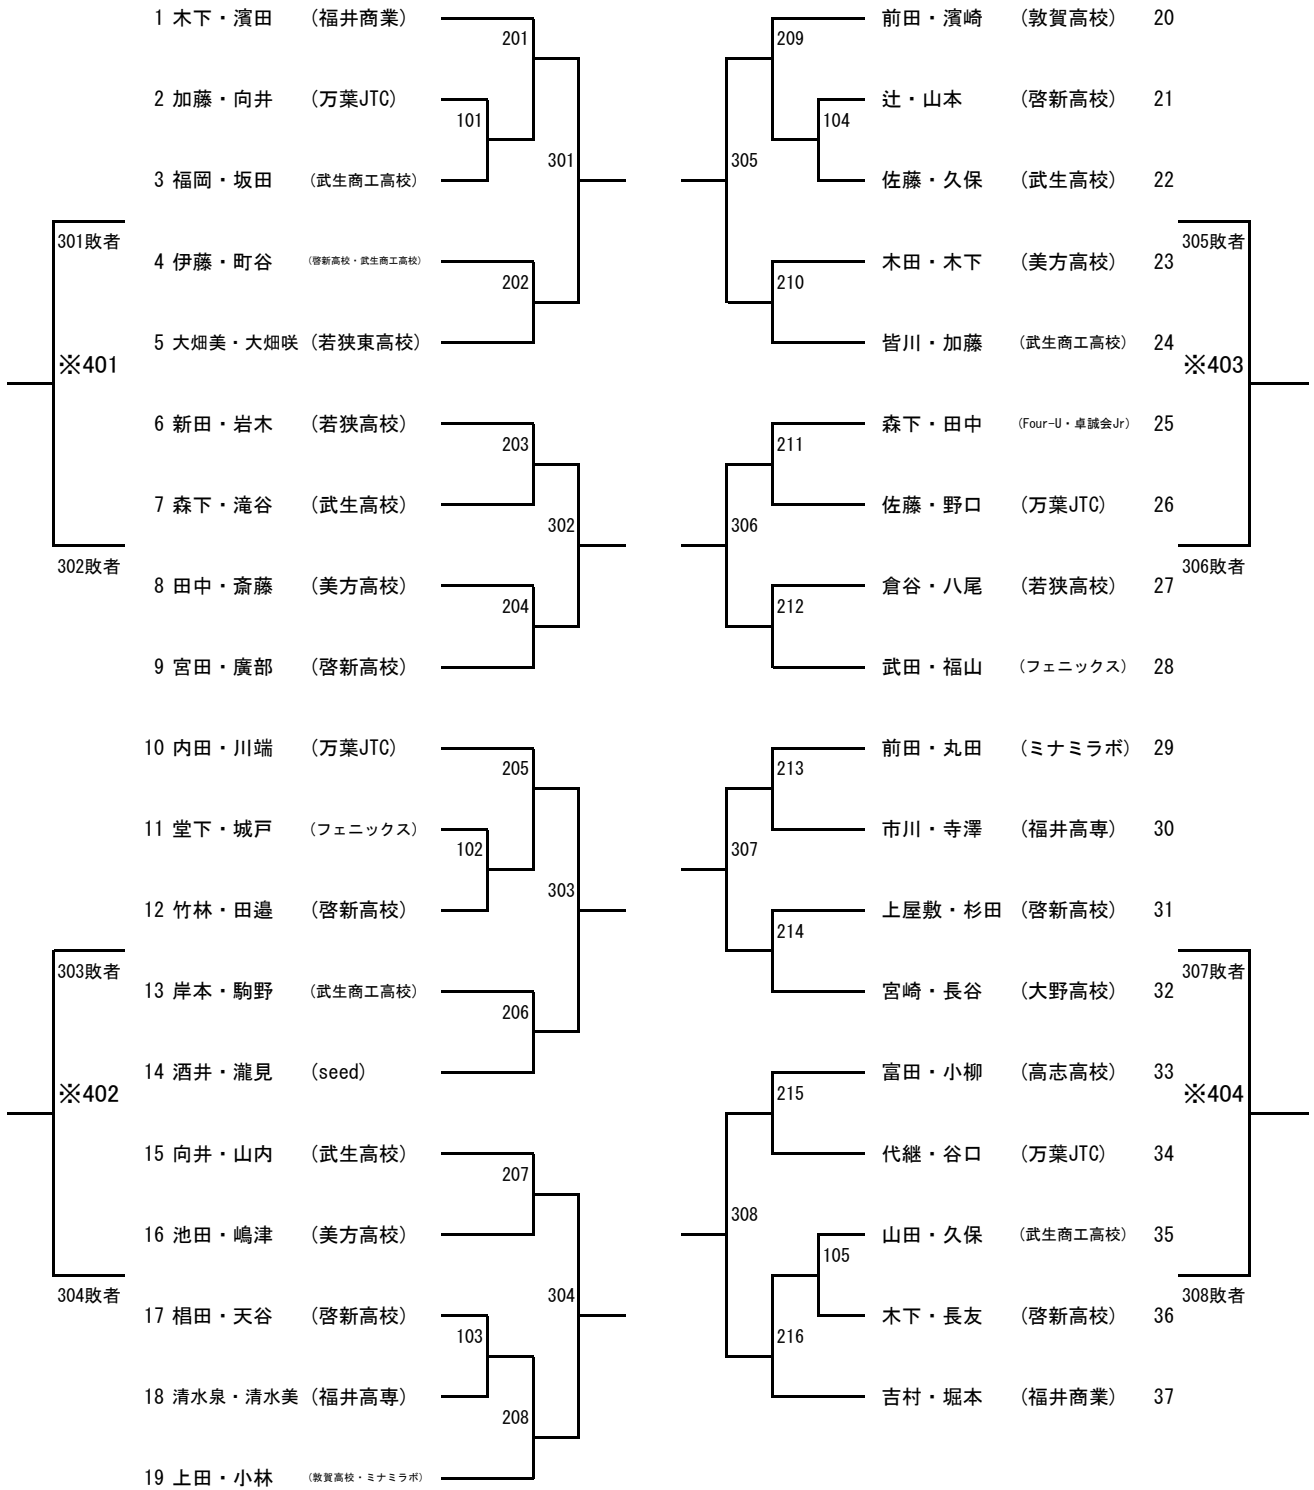 1 木下・濱田 (福井商業)
201
2 加藤・向井 (万葉JTC)
101
301
3 福岡・坂田 (武生商工高校)
301敗者
4 伊藤・町谷 (啓新高校・武生商工高校)
202
5 大畑美・大畑咲 (若狭東高校)
※401
6 新田・岩木 (若狭高校)
203
7 森下・滝谷 (武生高校)
302
302敗者
8 田中・斎藤 (美方高校)
204
9 宮田・廣部 (啓新高校)
10 内田・川端 (万葉JTC)
205
11 堂下・城戸 (フェニックス)
102
303
12 竹林・田邉 (啓新高校)
303敗者
13 岸本・駒野 (武生商工高校)
206
14 酒井・瀧見 (seed)
※402
15 向井・山内 (武生高校)
207
16 池田・嶋津 (美方高校)
304敗者
304
17 椙田・天谷 (啓新高校)
103
18 清水泉・清水美 (福井高専)
208
19 上田・小林 (敦賀高校・ミナミラボ)
前田・濱崎 (敦賀高校) 20
209
辻・山本 (啓新高校) 21
104
305
佐藤・久保 (武生高校) 22
305敗者
木田・木下 (美方高校) 23
210
皆川・加藤 (武生商工高校) 24
※403
森下・田中 (Four-U・卓誠会Jr) 25
211
佐藤・野口 (万葉JTC) 26
306
306敗者
倉谷・八尾 (若狭高校) 27
212
武田・福山 (フェニックス) 28
前田・丸田 (ミナミラボ) 29
213
市川・寺澤 (福井高専) 30
307
上屋敷・杉田 (啓新高校) 31
214
307敗者
宮崎・長谷 (大野高校) 32
富田・小柳 (高志高校) 33
215
※404
代継・谷口 (万葉JTC) 34
308
山田・久保 (武生商工高校) 35
105
308敗者
木下・長友 (啓新高校) 36
216
吉村・堀本 (福井商業) 37